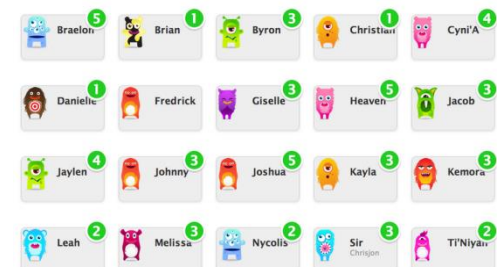 5
Braelon
1
Brian
3
Byron
1
Christian
4
Cyni'A
1
Danielle
Fredrick
3
Giselle
5
Heaven
3
Jacob
4
Jaylen
3
Johnny
5
Joshua
3
Kayla
3
Kemora
2
Leah
3
Melissa
2
Nycolis
3
Sir
Chrisjon
2
Ti'Niyah